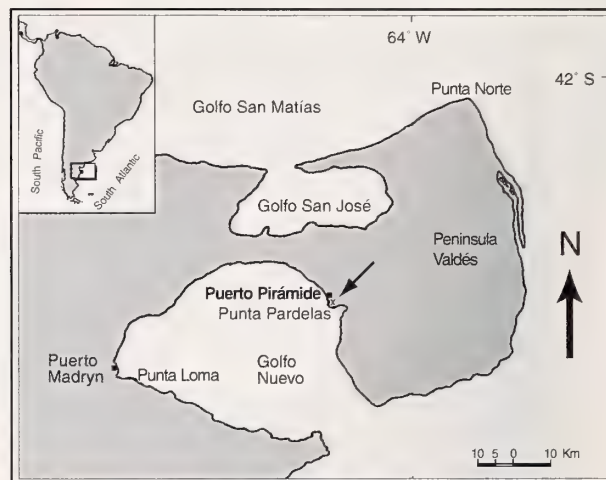 64° W
42° S
Punta Norte
Golfo San Matías
South Pacific
South Atlantic
Golfo San José
Peninsula
Valdés
N
Puerto Pirámide
x
Punta Pardelas
Puerto
Madryn
Punta Loma
Golfo
Nuevo
10 5 0 10 Km